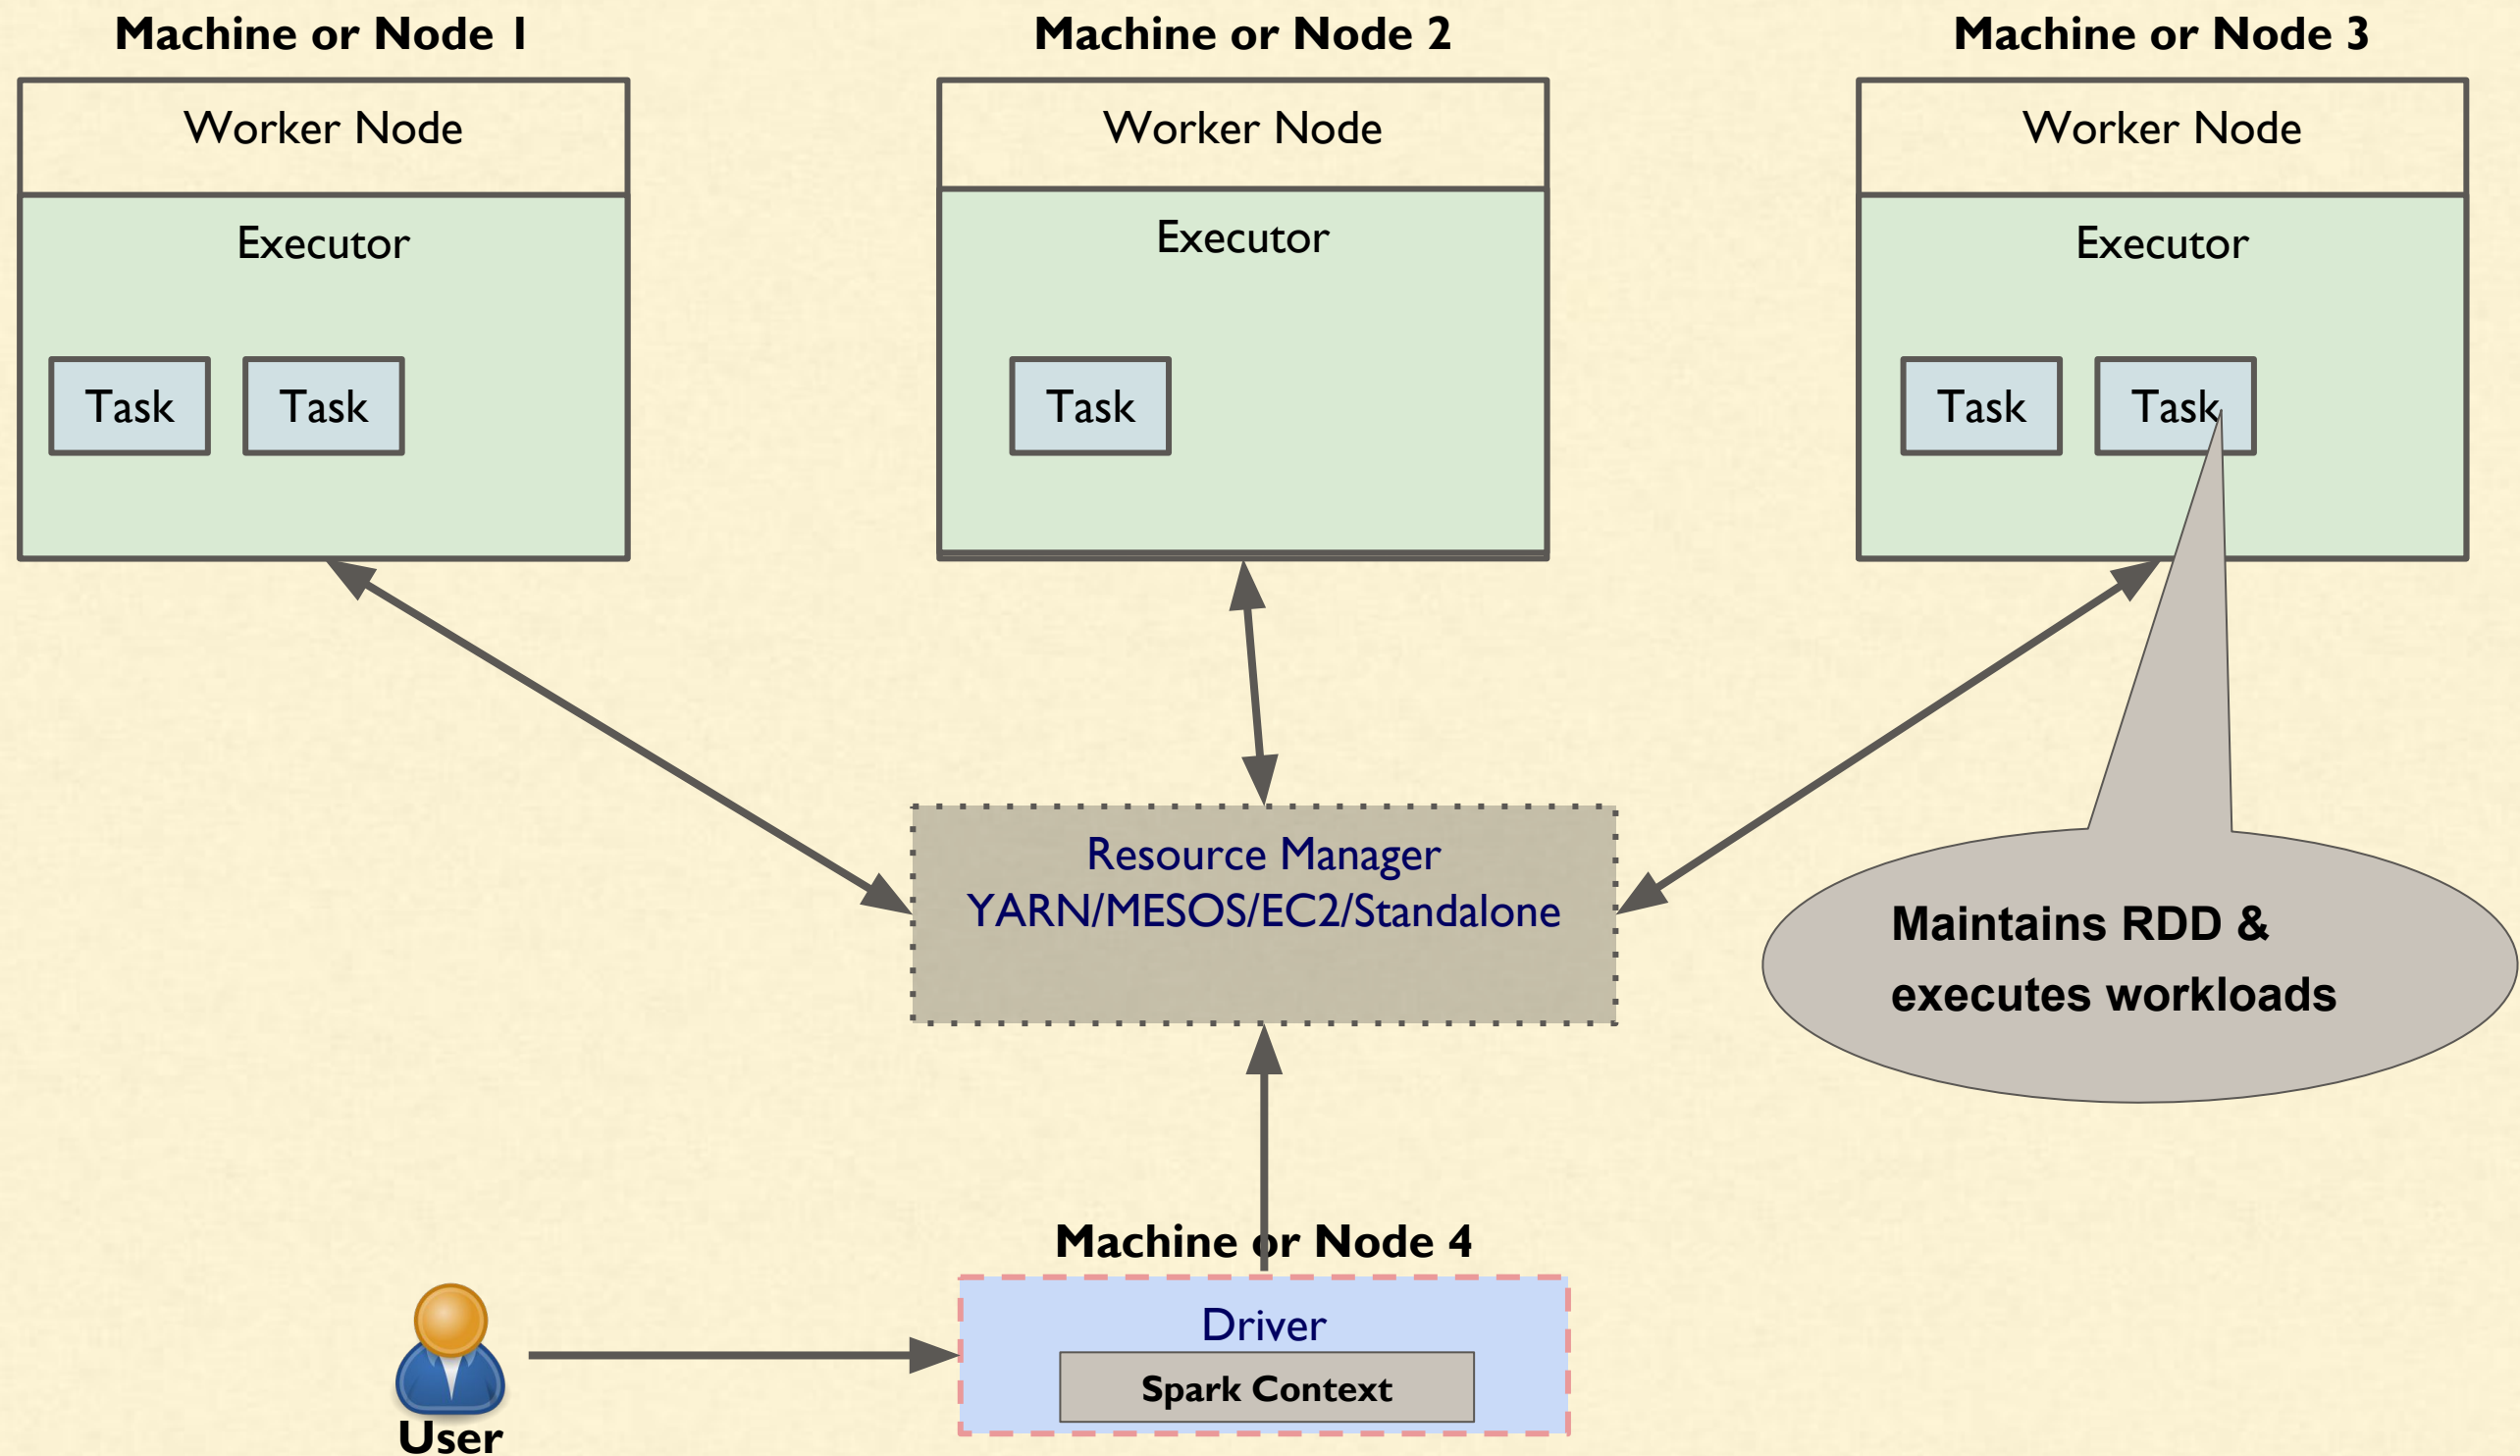 Machine or Node 1
Machine or Node 2
Machine or Node 3
Worker Node
Worker Node
Worker Node
Executor
Executor
Executor
Task
Task
Task
Task
Task
Resource Manager
YARN/MESOS/EC2/Standalone
Maintains RDD &
executes workloads
Machine or Node 4
Driver
Spark Context
User